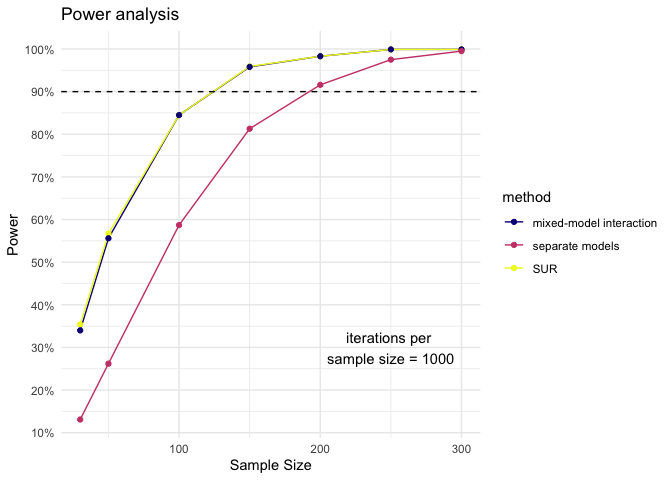 Power analysis
100%
90%
80%
70%
60%
50%
40%
30%
20%
10%
Power
100
200
300
Sample Size
iterations per
sample size = 1000
method
mixed-model interaction
separate models
SUR